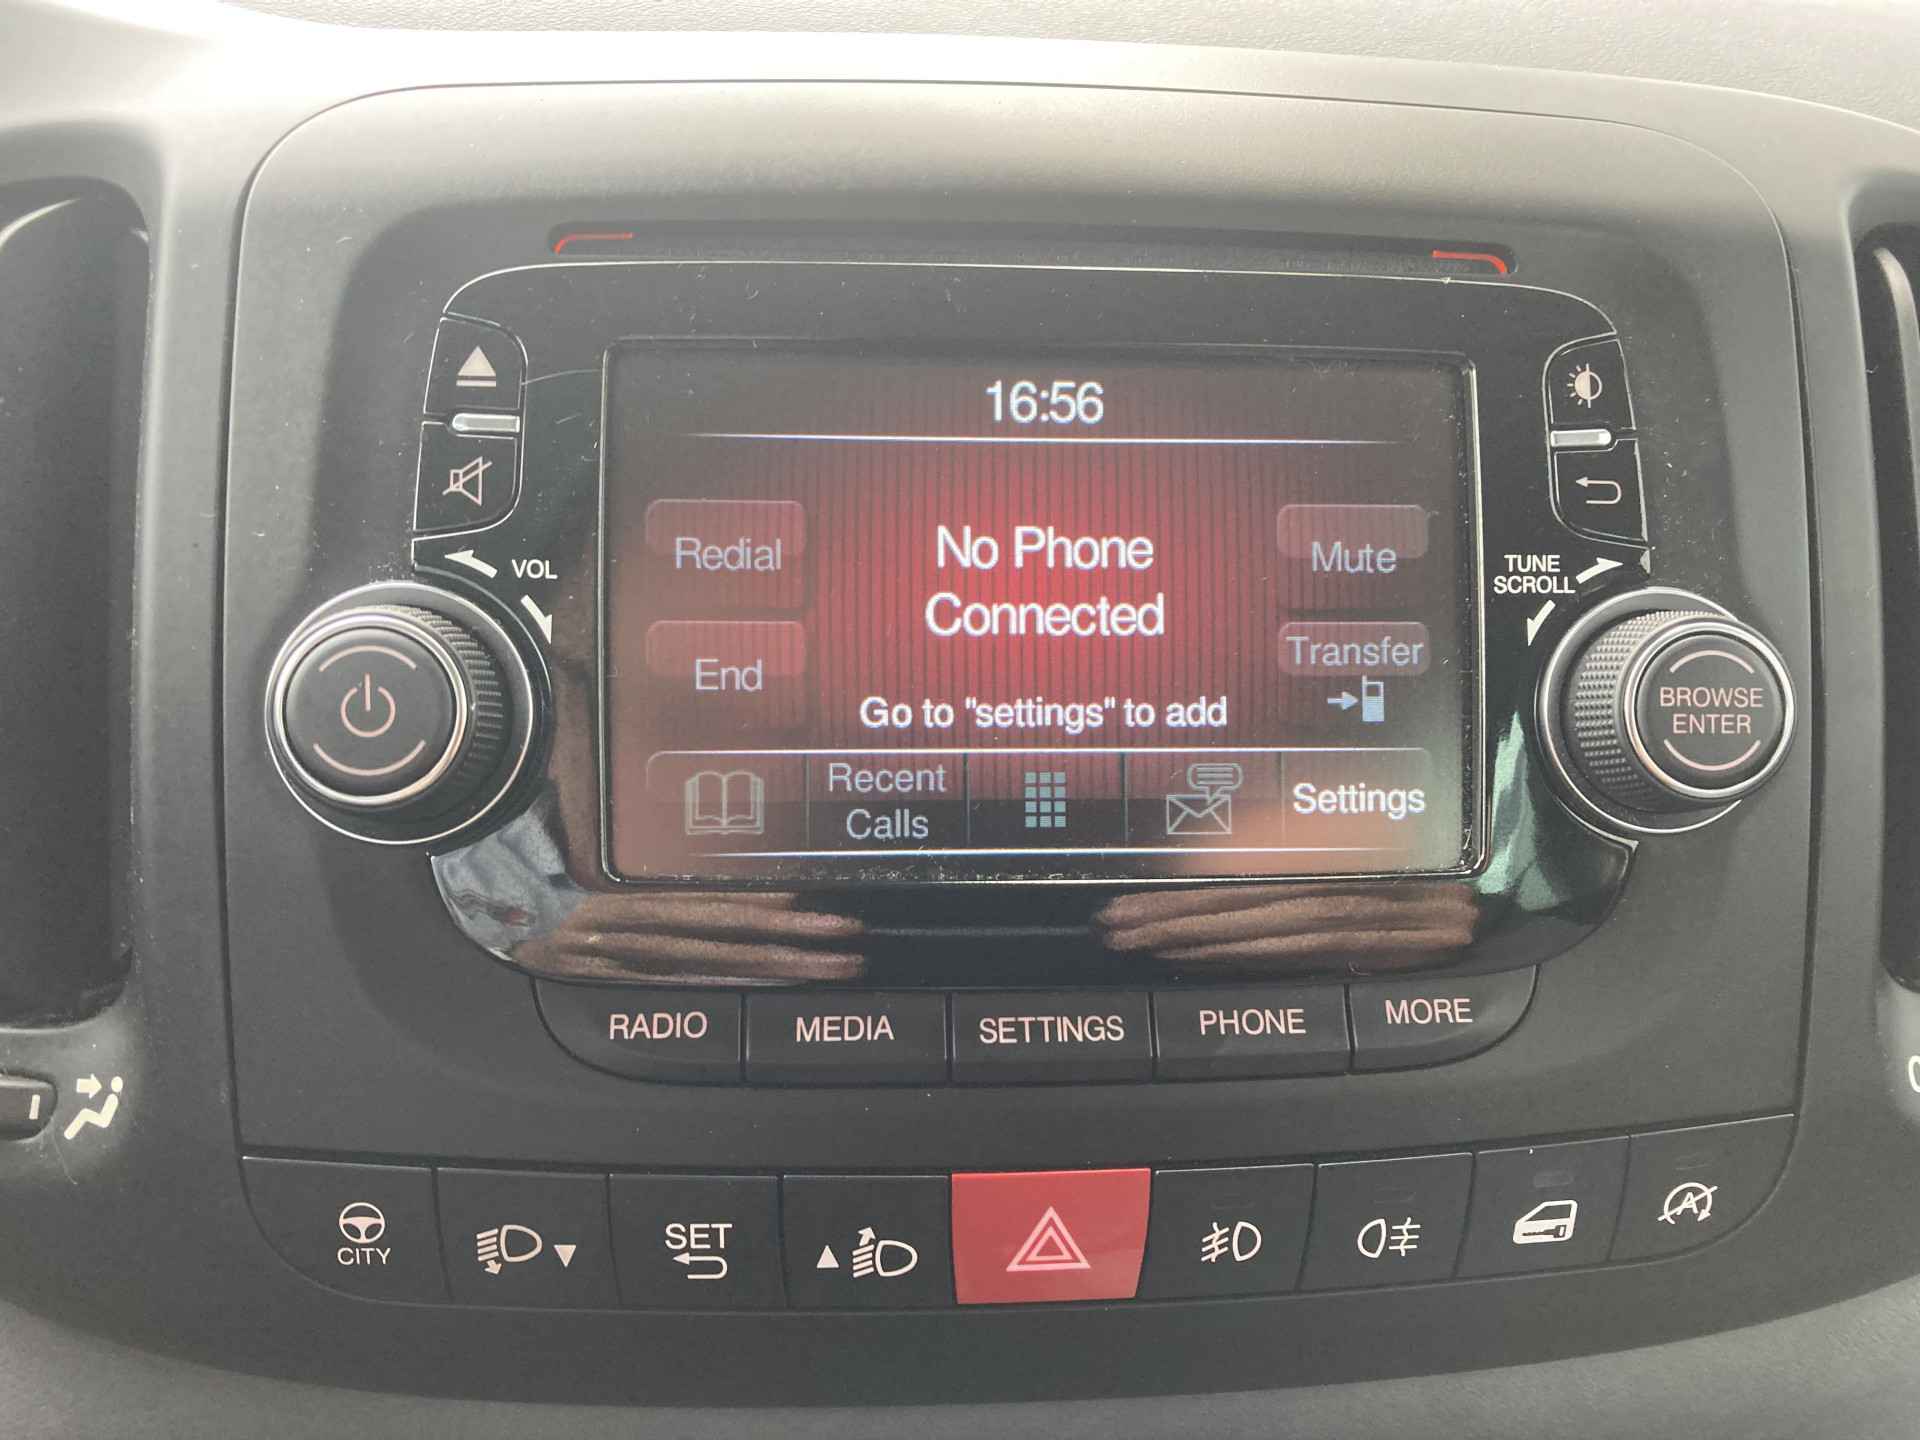 16:56
Redial
No Phone
Connected
Mute
End
Transfer
Go to "settings" to add
Recent
Calls
Settings
VOL
TUNE
SCROLL
BROWSE
ENTER
RADIO
MEDIA
SETTINGS
PHONE
MORE
CITY
SET
A